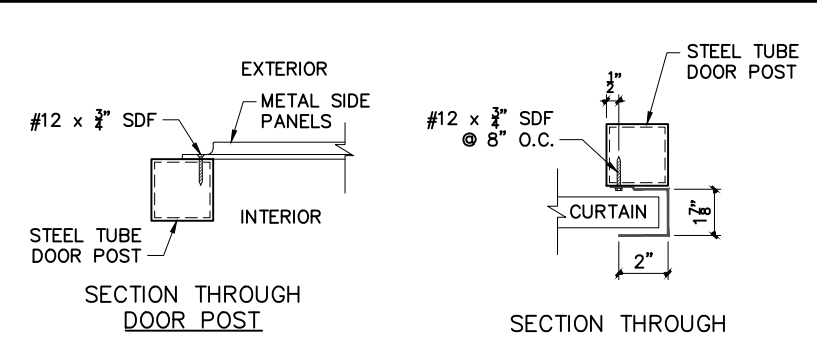 EXTERIOR
METAL SIDE
PANELS
#12 x 3/4" SDF
INTERIOR
STEEL TUBE
DOOR POST
SECTION THROUGH
DOOR POST
STEEL TUBE
DOOR POST
1/2"
#12 x 3/4" SDF
@ 8" O.C.
CURTAIN
1 7/8"
2"
SECTION THROUGH